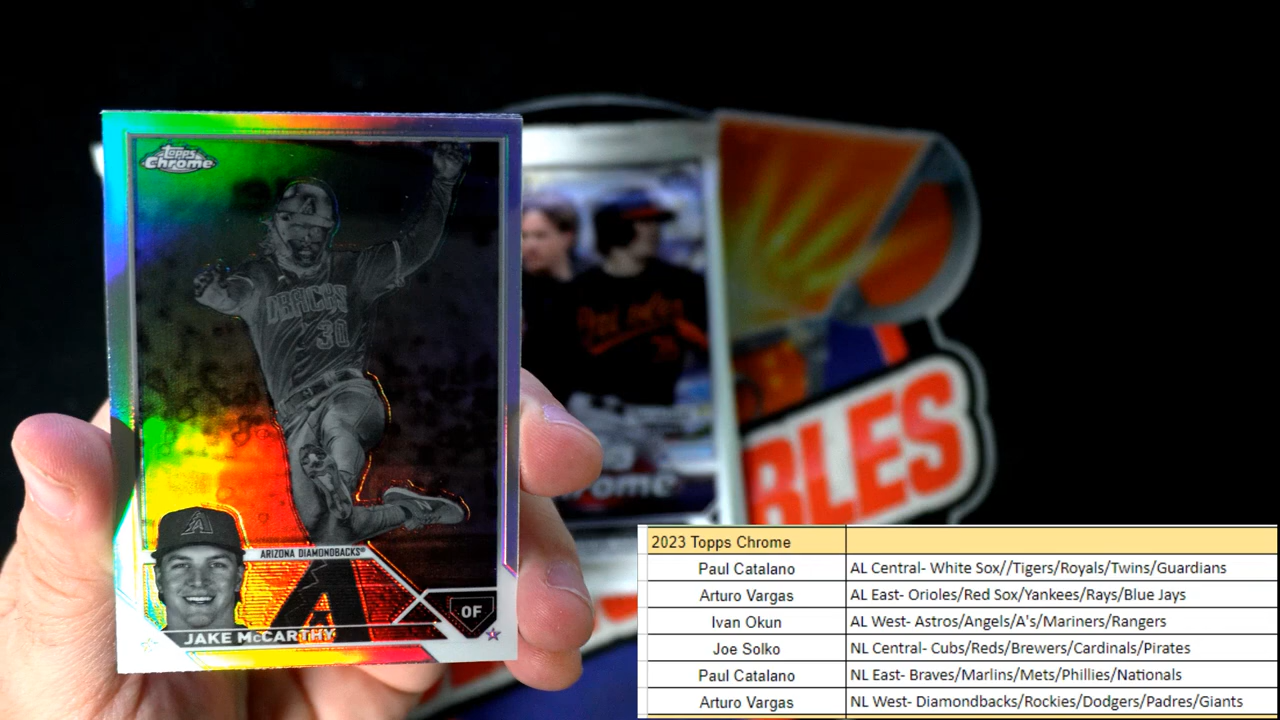 Topps
Chrome
DBACKS
30
ARIZONA DIAMONDBACKS®
A
OF
JAKE McCARTHY
BLES
2023 Topps Chrome
Paul Catalano AL Central- White Sox//Tigers/Royals/Twins/Guardians
Arturo Vargas AL East- Orioles/Red Sox/Yankees/Rays/Blue Jays
Ivan Okun AL West- Astros/Angels/A's/Mariners/Rangers
Joe Solko NL Central- Cubs/Reds/Brewers/Cardinals/Pirates
Paul Catalano NL East- Braves/Marlins/Mets/Phillies/Nationals
Arturo Vargas NL West- Diamondbacks/Rockies/Dodgers/Padres/Giants